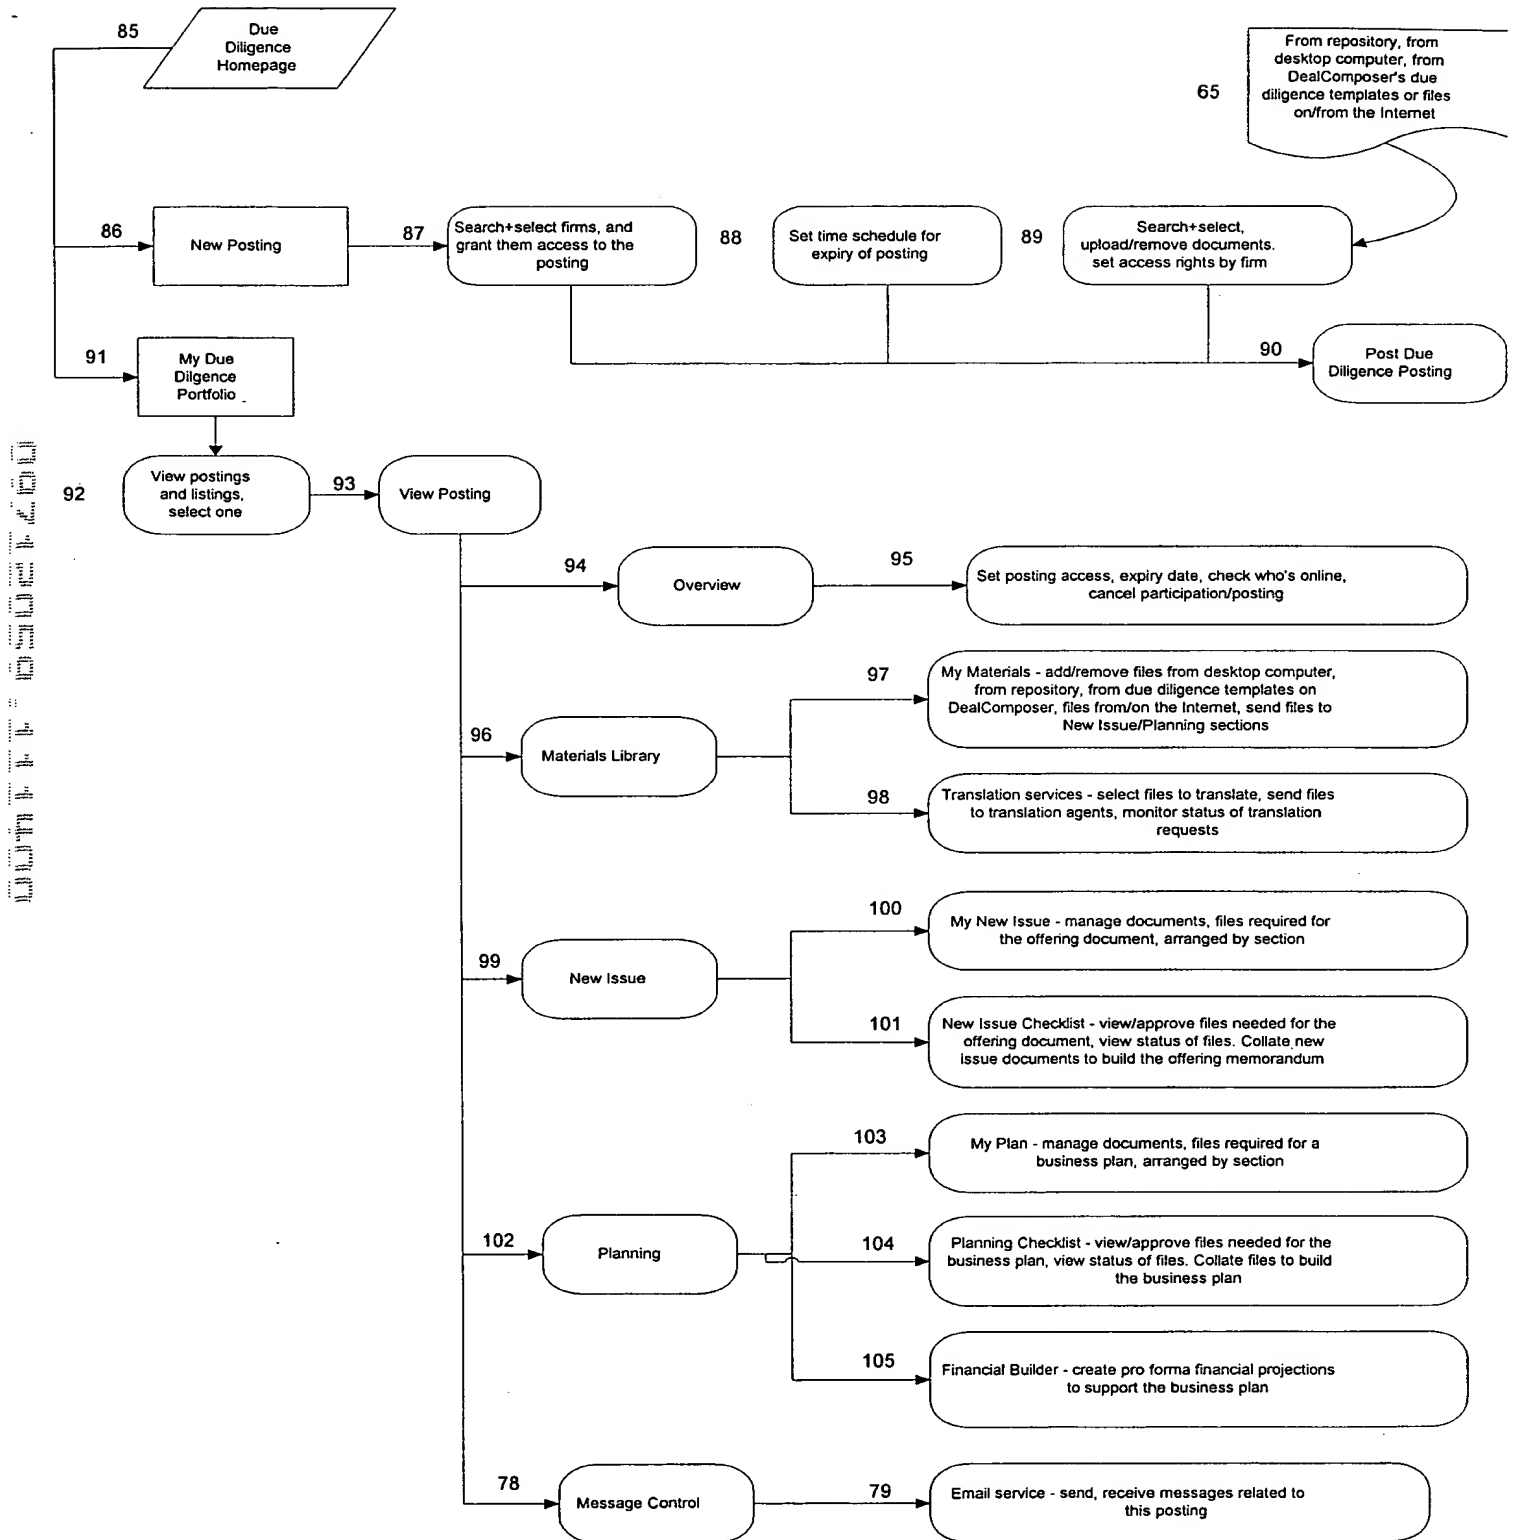 85
Due
Diligence
Homepage
65
From repository, from
desktop computer, from
DealComposer's due
diligence templates or files
on/from the Internet
86
New Posting
87
Search+select firms, and
grant them access to the
posting
88
Set time schedule for
expiry of posting
89
Search+select,
upload/remove documents.
set access rights by firm
90
Post Due
Diligence Posting
91
My Due
Dilgence
Portfolio
92
View postings
and listings,
select one
93
View Posting
94
Overview
95
Set posting access, expiry date, check who's online,
cancel participation/posting
96
Materials Library
97
My Materials - add/remove files from desktop computer,
from repository, from due diligence templates on
DealComposer, files from/on the Internet, send files to
New Issue/Planning sections
98
Translation services - select files to translate, send files
to translation agents, monitor status of translation
requests
99
New Issue
100
My New Issue - manage documents, files required for
the offering document, arranged by section
101
New Issue Checklist - view/approve files needed for the
offering document, view status of files. Collate new
issue documents to build the offering memorandum
102
Planning
103
My Plan - manage documents, files required for a
business plan, arranged by section
104
Planning Checklist - view/approve files needed for the
business plan, view status of files. Collate files to build
the business plan
105
Financial Builder - create pro forma financial projections
to support the business plan
78
Message Control
79
Email service - send, receive messages related to
this posting